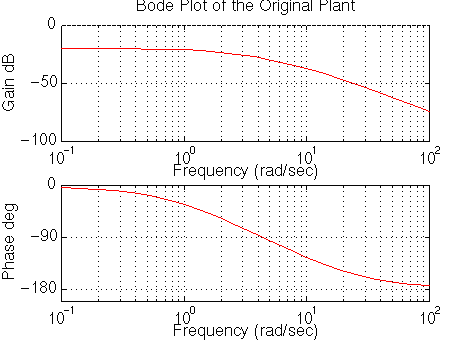 Bode Plot of the Original Plant
0
−50
−100
Gain dB
10^-1 10^0 10^1 10^2
Frequency (rad/sec)
0
−90
−180
Phase deg
10^-1 10^0 10^1 10^2
Frequency (rad/sec)